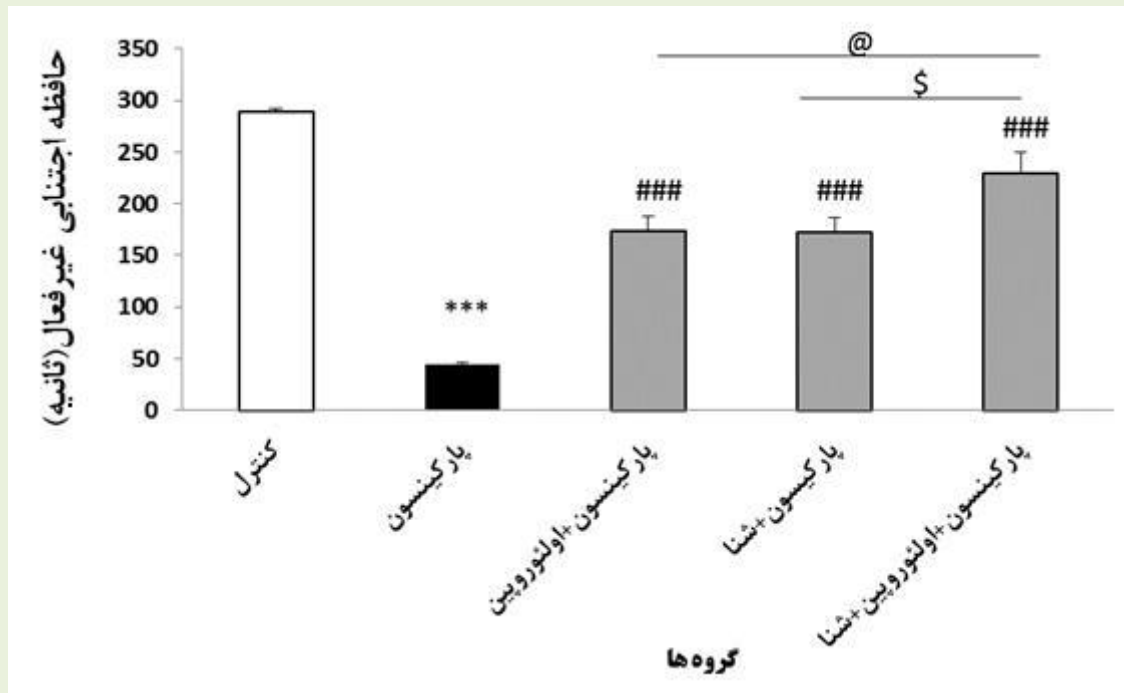 حافظه اجتنابی غیرفعال(ثانیه)
350
300
250
200
150
100
50
0
@
$
***
###
###
###
کنترل
پارکینسون
پارکینسون+اولئوروپین
پارکیسون+شنا
پارکینسون+اولئوروپین+شنا
گروه ها